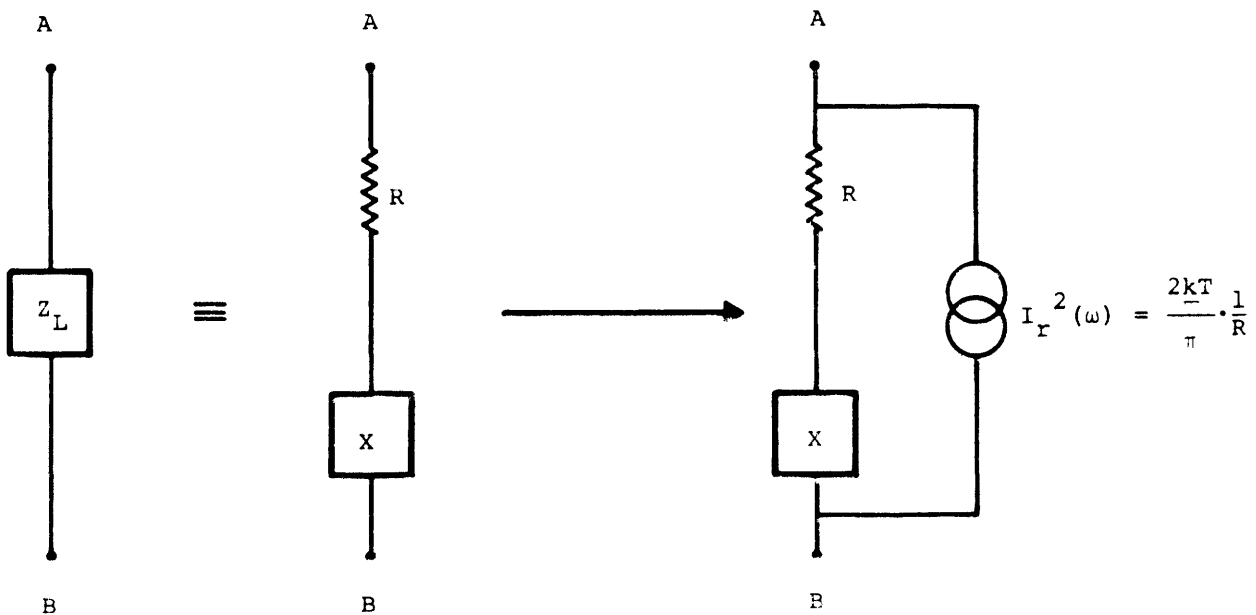 A
A
A
R
R
Z_L
≡
I_r^2(ω) = 2kT/π · 1/R
X
X
B
B
B